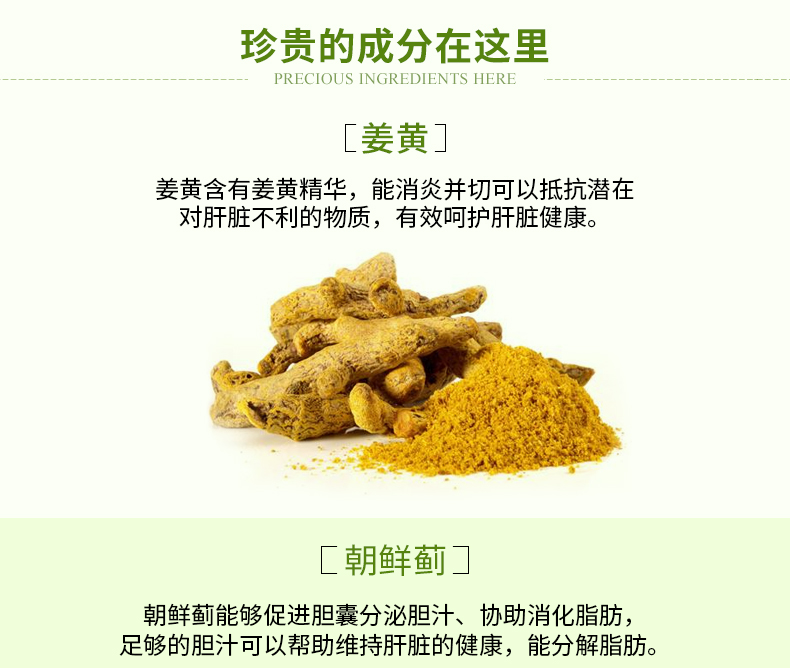 珍贵的成分在这里
PRECIOUS INGREDIENTS HERE
[姜黄]
姜黄含有姜黄精华，能消炎并切可以抵抗潜在
对肝脏不利的物质，有效呵护肝脏健康。
[朝鲜蓟]
朝鲜蓟能够促进胆囊分泌胆汁、协助消化脂肪，
足够的胆汁可以帮助维持肝脏的健康，能分解脂肪。